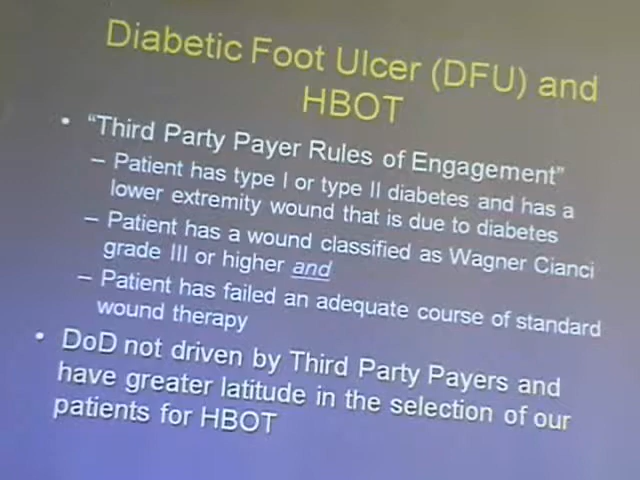 Diabetic Foot Ulcer (DFU) and
HBOT
• “Third Party Payer Rules of Engagement”
– Patient has type I or type II diabetes and has a
lower extremity wound that is due to diabetes
– Patient has a wound classified as Wagner Cianci
grade III or higher and
– Patient has failed an adequate course of standard
wound therapy
• DoD not driven by Third Party Payers and
have greater latitude in the selection of our
patients for HBOT